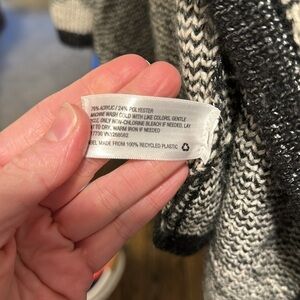 76% ACRYLIC / 24% POLYESTER
MACHINE WASH COLD WITH LIKE COLORS, GENTLE
ONLY NON-CHLORINE BLEACH IF NEEDED, LAY
TO DRY, WARM IRON IF NEEDED
MADE FROM 100% RECYCLED PLASTIC